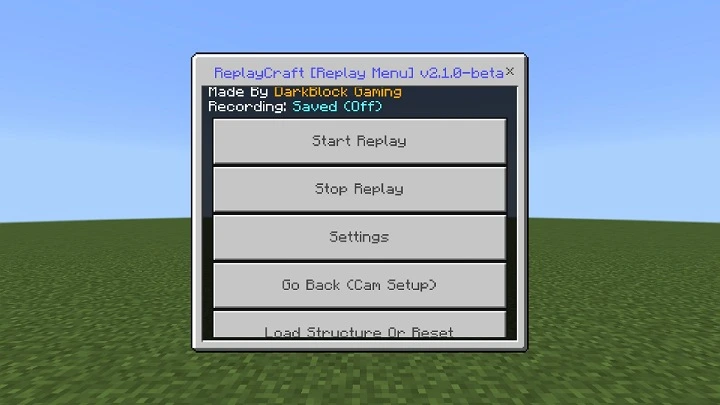 ReplayCraft [Replay Menu] v2.1.0-beta
Made By DarkBlock Gaming
Recording: Saved (Off)
Start Replay
Stop Replay
Settings
Go Back (Cam Setup)
Load Structure Or Reset